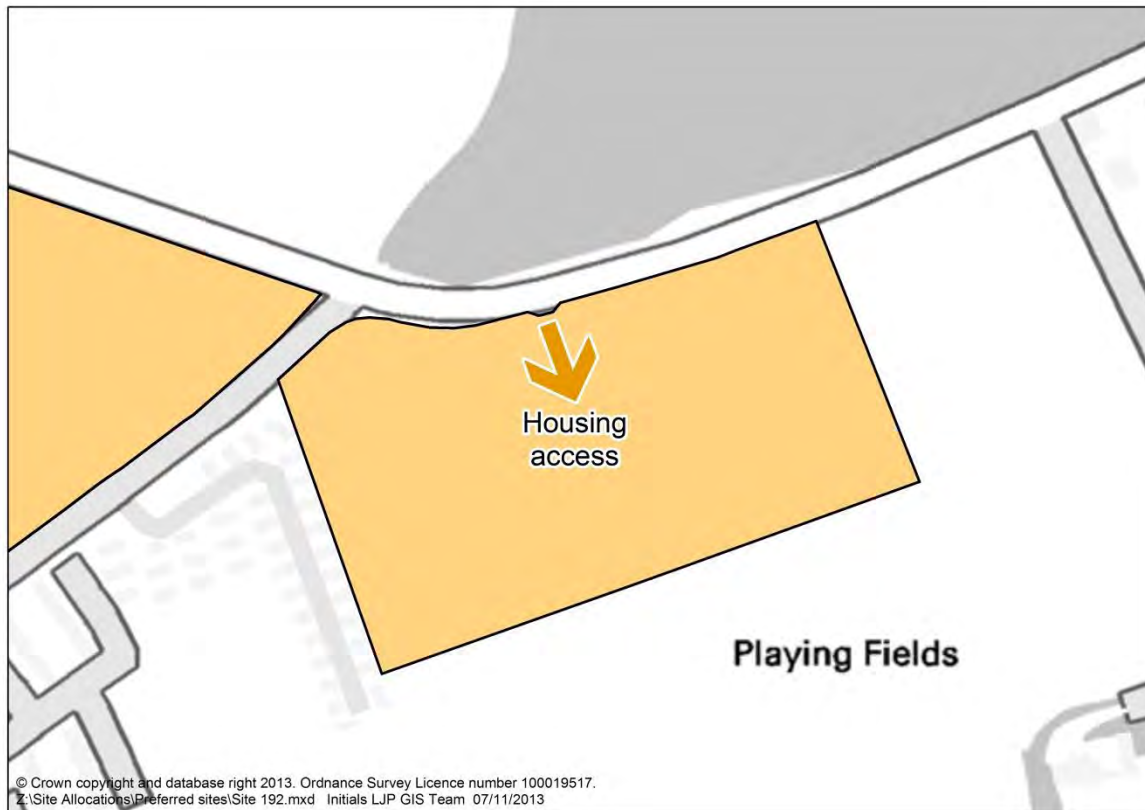 Housing
access
Playing Fields
© Crown copyright and database right 2013. Ordnance Survey Licence number 100019517.
Z:\Site Allocations\Preferred sites\Site 192.mxd Initials LJP GIS Team 07/11/2013